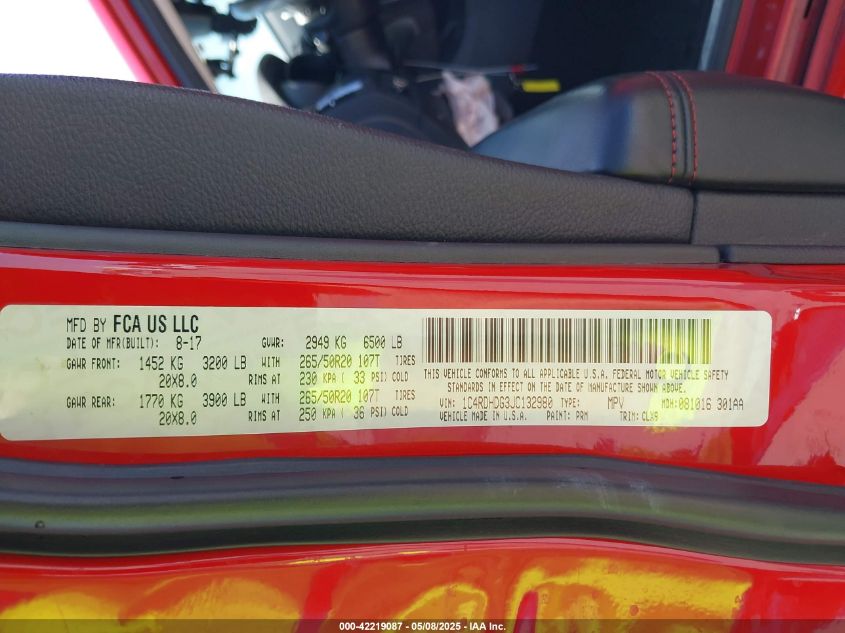 MFD BY FCA US LLC
DATE OF MFR(BUILT): 8-17 GVWR: 2949 KG 6500 LB
GAWR FRONT: 1452 KG 3200 LB WITH 265/50R20 107T TIRES
20X8.0 RIMS AT 230 KPA ( 33 PSI) COLD
GAWR REAR: 1770 KG 3900 LB WITH 265/50R20 107T TIRES
20X8.0 RIMS AT 250 KPA ( 36 PSI) COLD
THIS VEHICLE CONFORMS TO ALL APPLICABLE U.S.A. FEDERAL MOTOR VEHICLE SAFETY
STANDARDS IN EFFECT ON THE DATE OF MANUFACTURE SHOWN ABOVE.
VIN: 1C4RDHDG3JC132980 TYPE: MPV MDH: 081016 301AA
VEHICLE MADE IN U.S.A. PAINT: PRM TRIM: CLX9
000-42219087 - 05/08/2025 - IAA Inc.